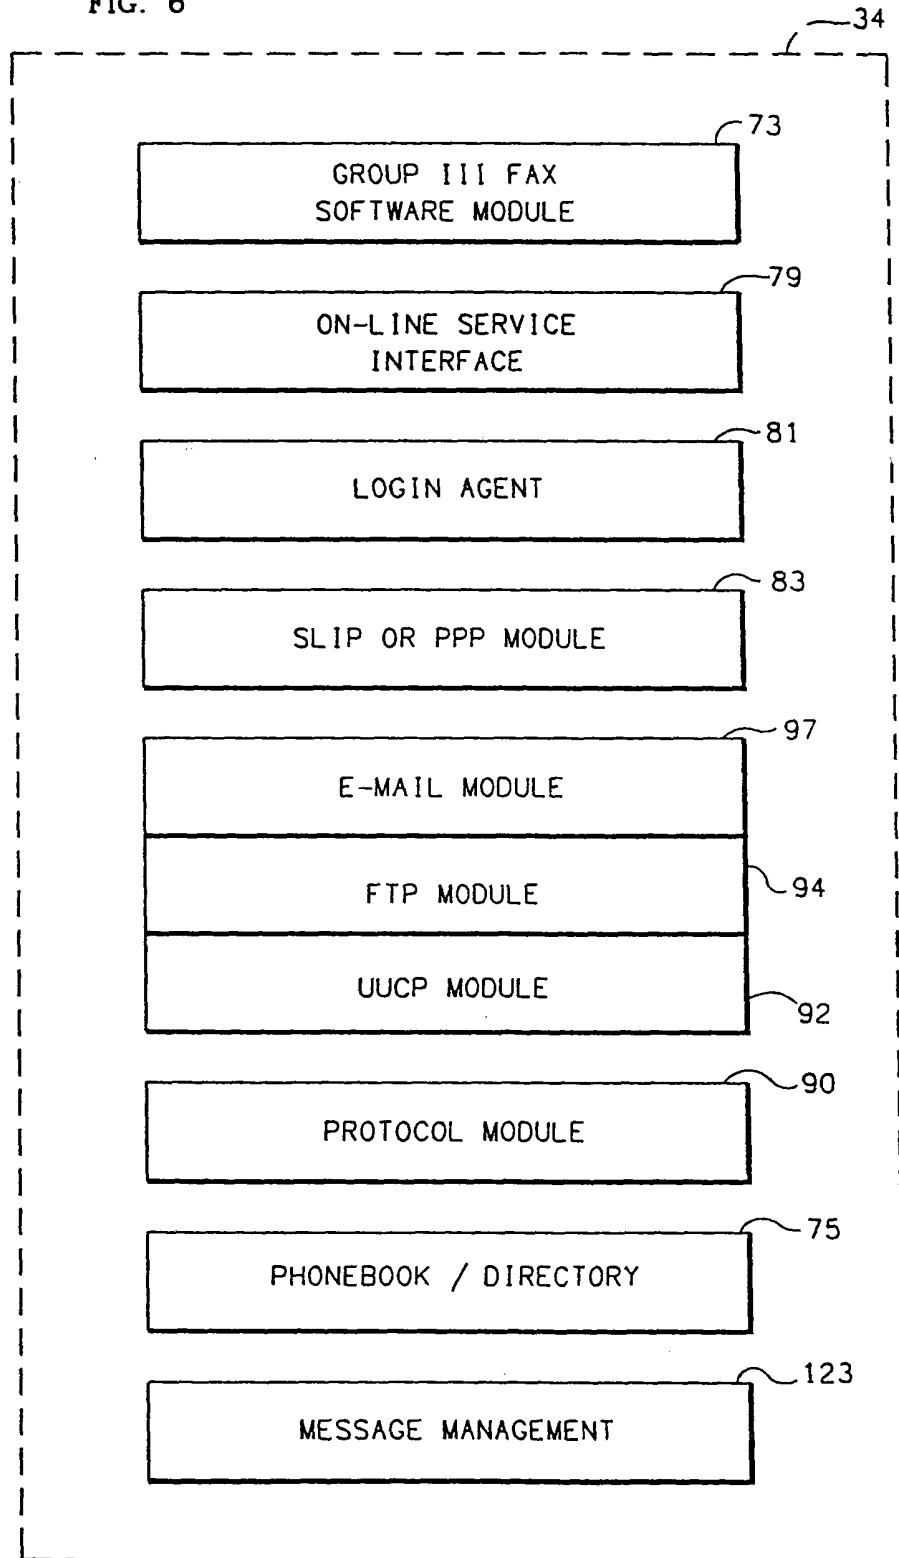 FIG. 6
34
73
GROUP III FAX
SOFTWARE MODULE
79
ON-LINE SERVICE
INTERFACE
81
LOGIN AGENT
83
SLIP OR PPP MODULE
97
E-MAIL MODULE
FTP MODULE
94
UUCP MODULE
92
90
PROTOCOL MODULE
75
PHONEBOOK / DIRECTORY
123
MESSAGE MANAGEMENT